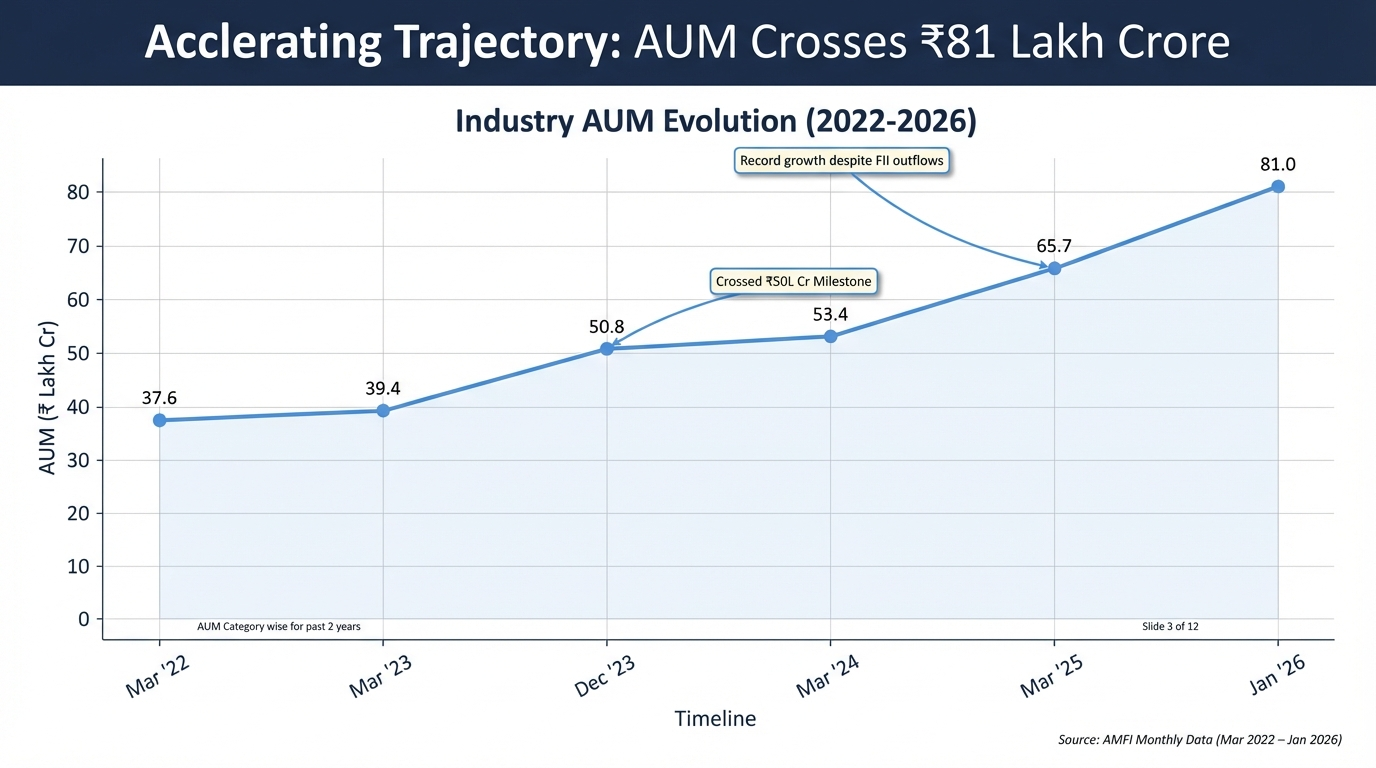 Acclerating Trajectory: AUM Crosses ₹81 Lakh Crore
Industry AUM Evolution (2022-2026)
Record growth despite FII outflows
81.0
80
70
65.7
Crossed ₹S0L Cr Milestone
60
53.4
50.8
50
39.4
37.6
40
30
20
10
0
AUM (₹ Lakh Cr)
AUM Category wise for past 2 years
Slide 3 of 12
Mar '22
Mar '23
Dec '23
Mar '24
Mar '25
Jan '26
Timeline
Source: AMFI Monthly Data (Mar 2022 – Jan 2026)